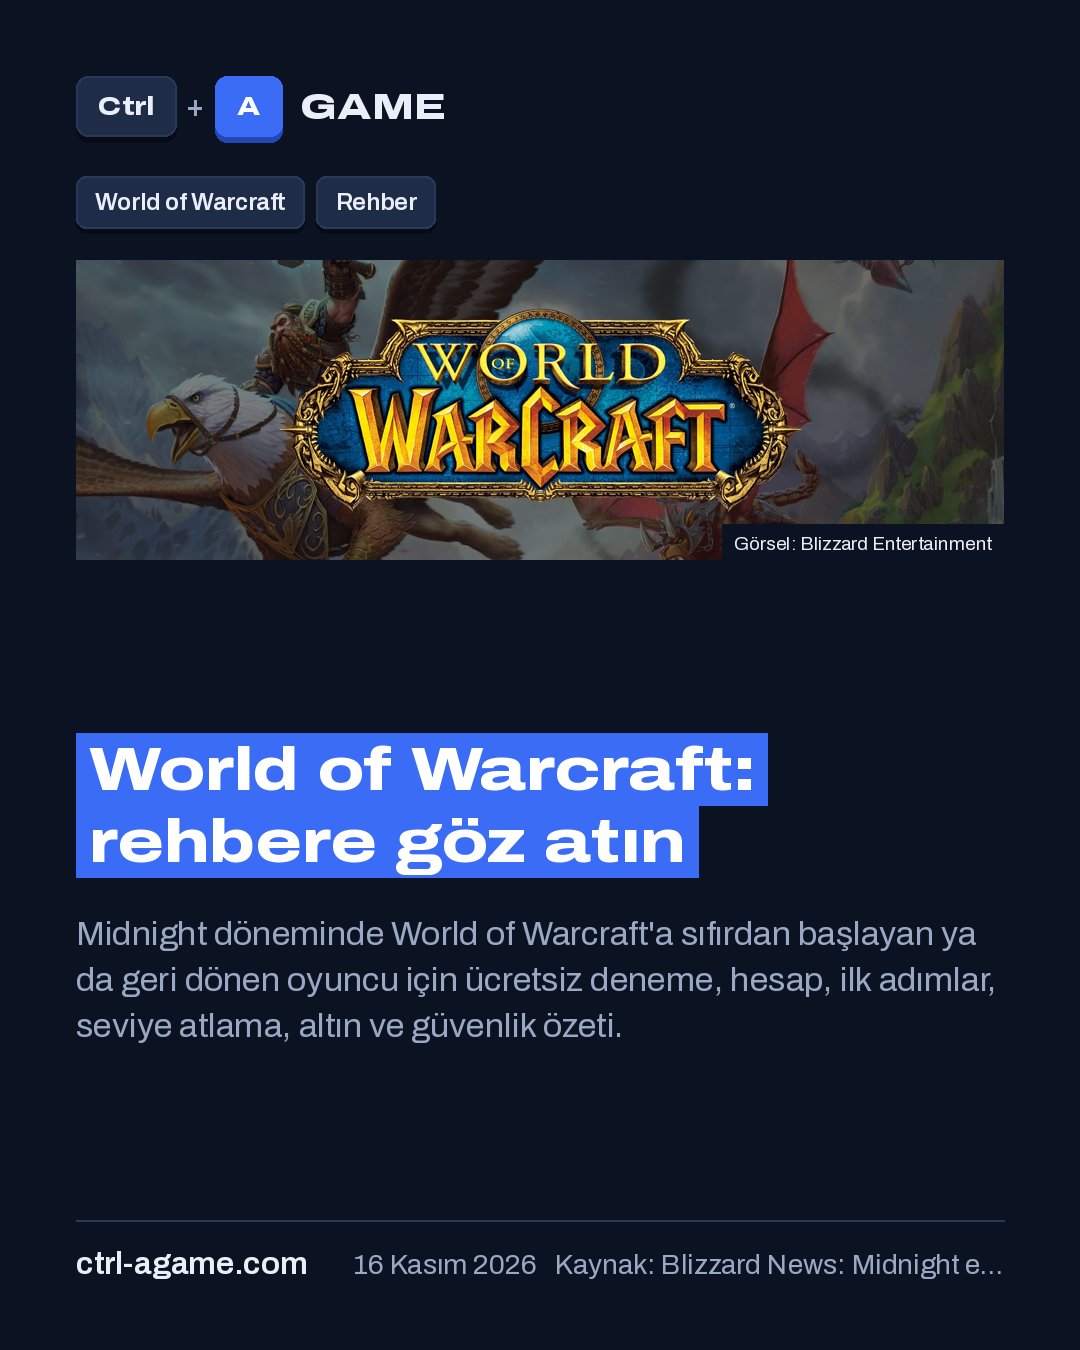 Ctrl + A GAME
World of Warcraft Rehber
WORLD OF
WARCRAFT
Görsel: Blizzard Entertainment
World of Warcraft:
rehbere göz atın
Midnight döneminde World of Warcraft'a sıfırdan başlayan ya
da geri dönen oyuncu için ücretsiz deneme, hesap, ilk adımlar,
seviye atlama, altın ve güvenlik özeti.
ctrl-agame.com 16 Kasım 2026 Kaynak: Blizzard News: Midnight e...